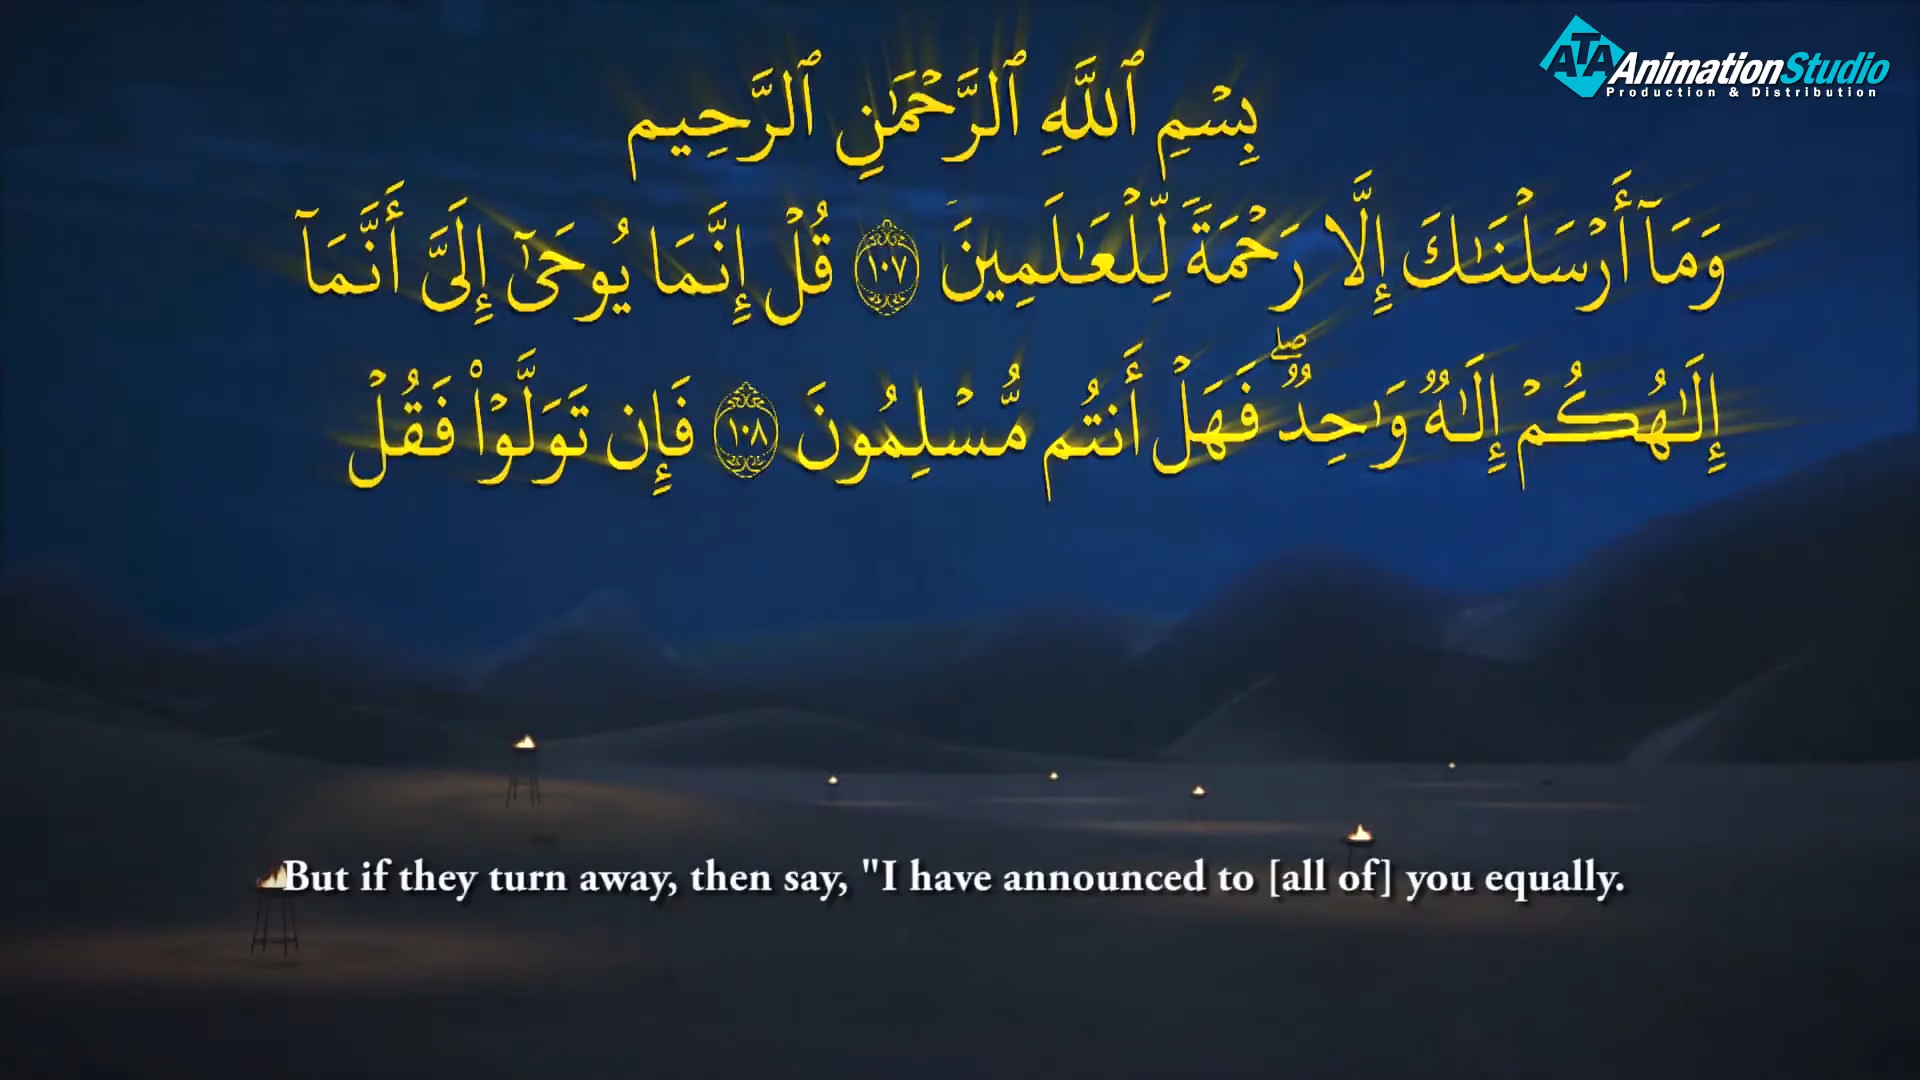 ATA AnimationStudio
Production & Distribution
بِسْمِ ٱللَّهِ ٱلرَّحْمَٰنِ ٱلرَّحِيمِ
وَمَآ أَرْسَلْنَٰكَ إِلَّا رَحْمَةً لِّلْعَٰلَمِينَ ١٠٧ قُلْ إِنَّمَا يُوحَىٰٓ إِلَىَّ أَنَّمَآ
إِلَٰهُكُمْ إِلَٰهٌ وَٰحِدٌ ۖ فَهَلْ أَنتُم مُّسْلِمُونَ ١٠٨ فَإِن تَوَلَّوْا۟ فَقُلْ
But if they turn away, then say, "I have announced to [all of] you equally.